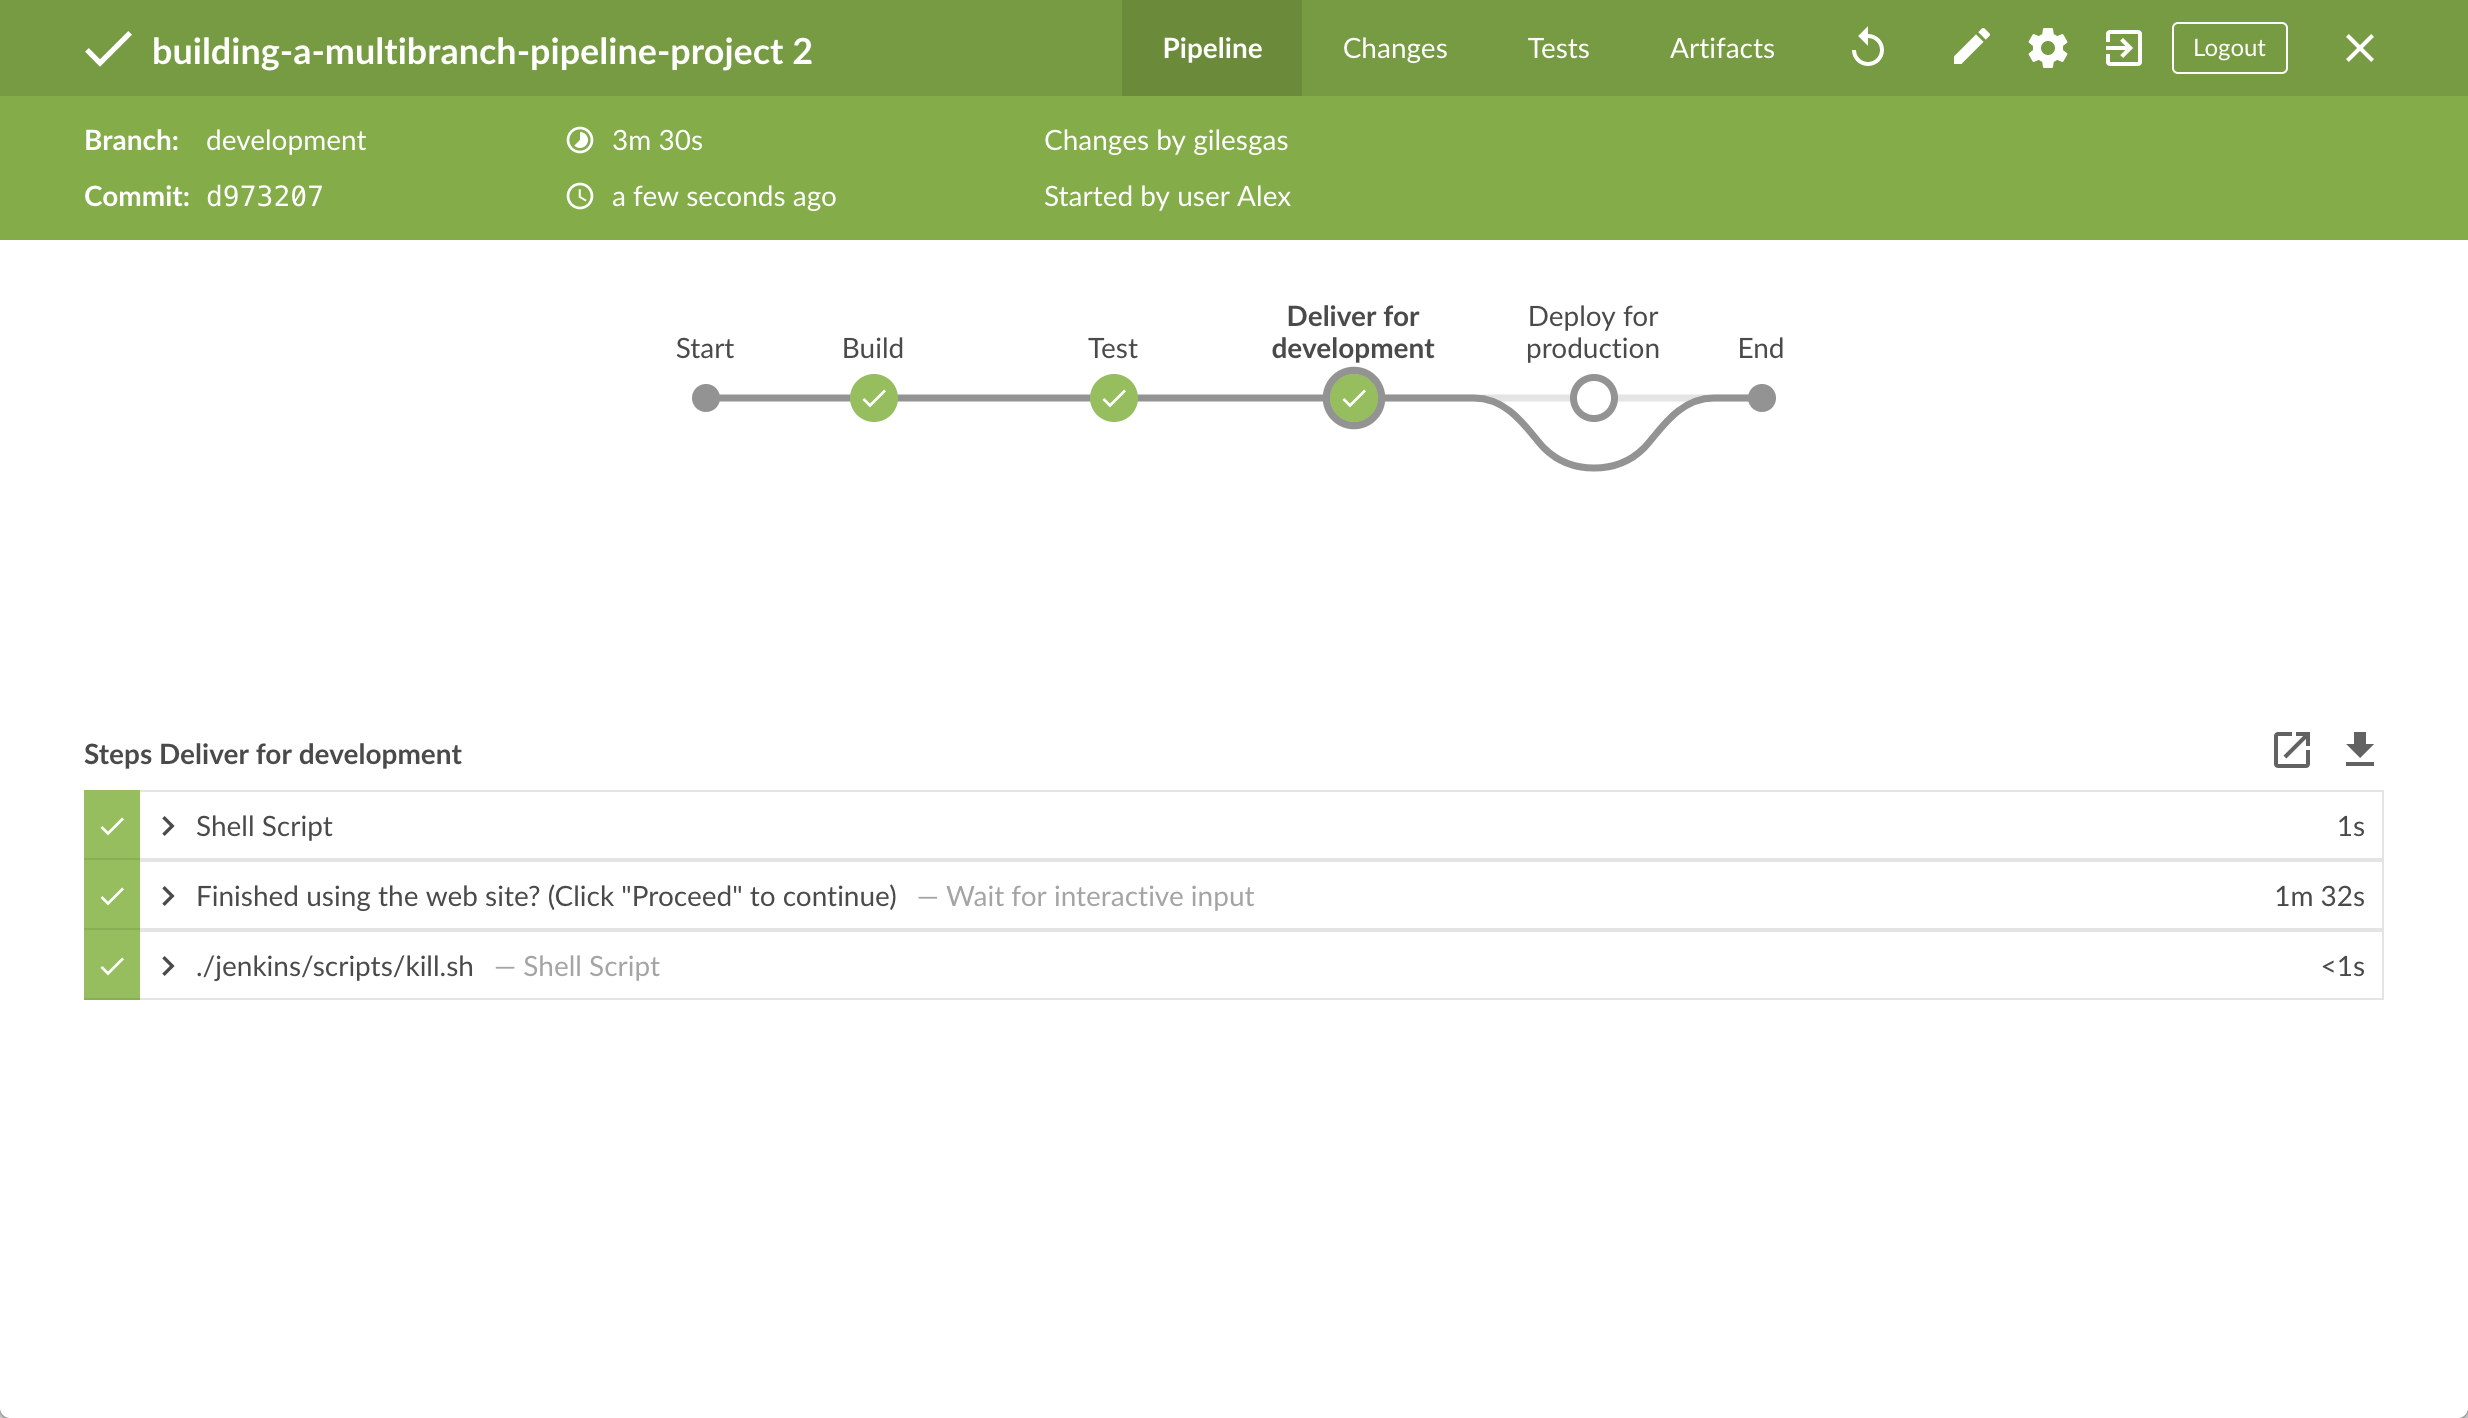 building-a-multibranch-pipeline-project 2
Pipeline
Changes
Tests
Artifacts
Logout
Branch: development
3m 30s
Changes by gilesgas
Commit: d973207
a few seconds ago
Started by user Alex
Start
Build
Test
Deliver for
development
Deploy for
production
End
Steps Deliver for development
Shell Script
1s
Finished using the web site? (Click "Proceed" to continue) — Wait for interactive input
1m 32s
./jenkins/scripts/kill.sh — Shell Script
<1s